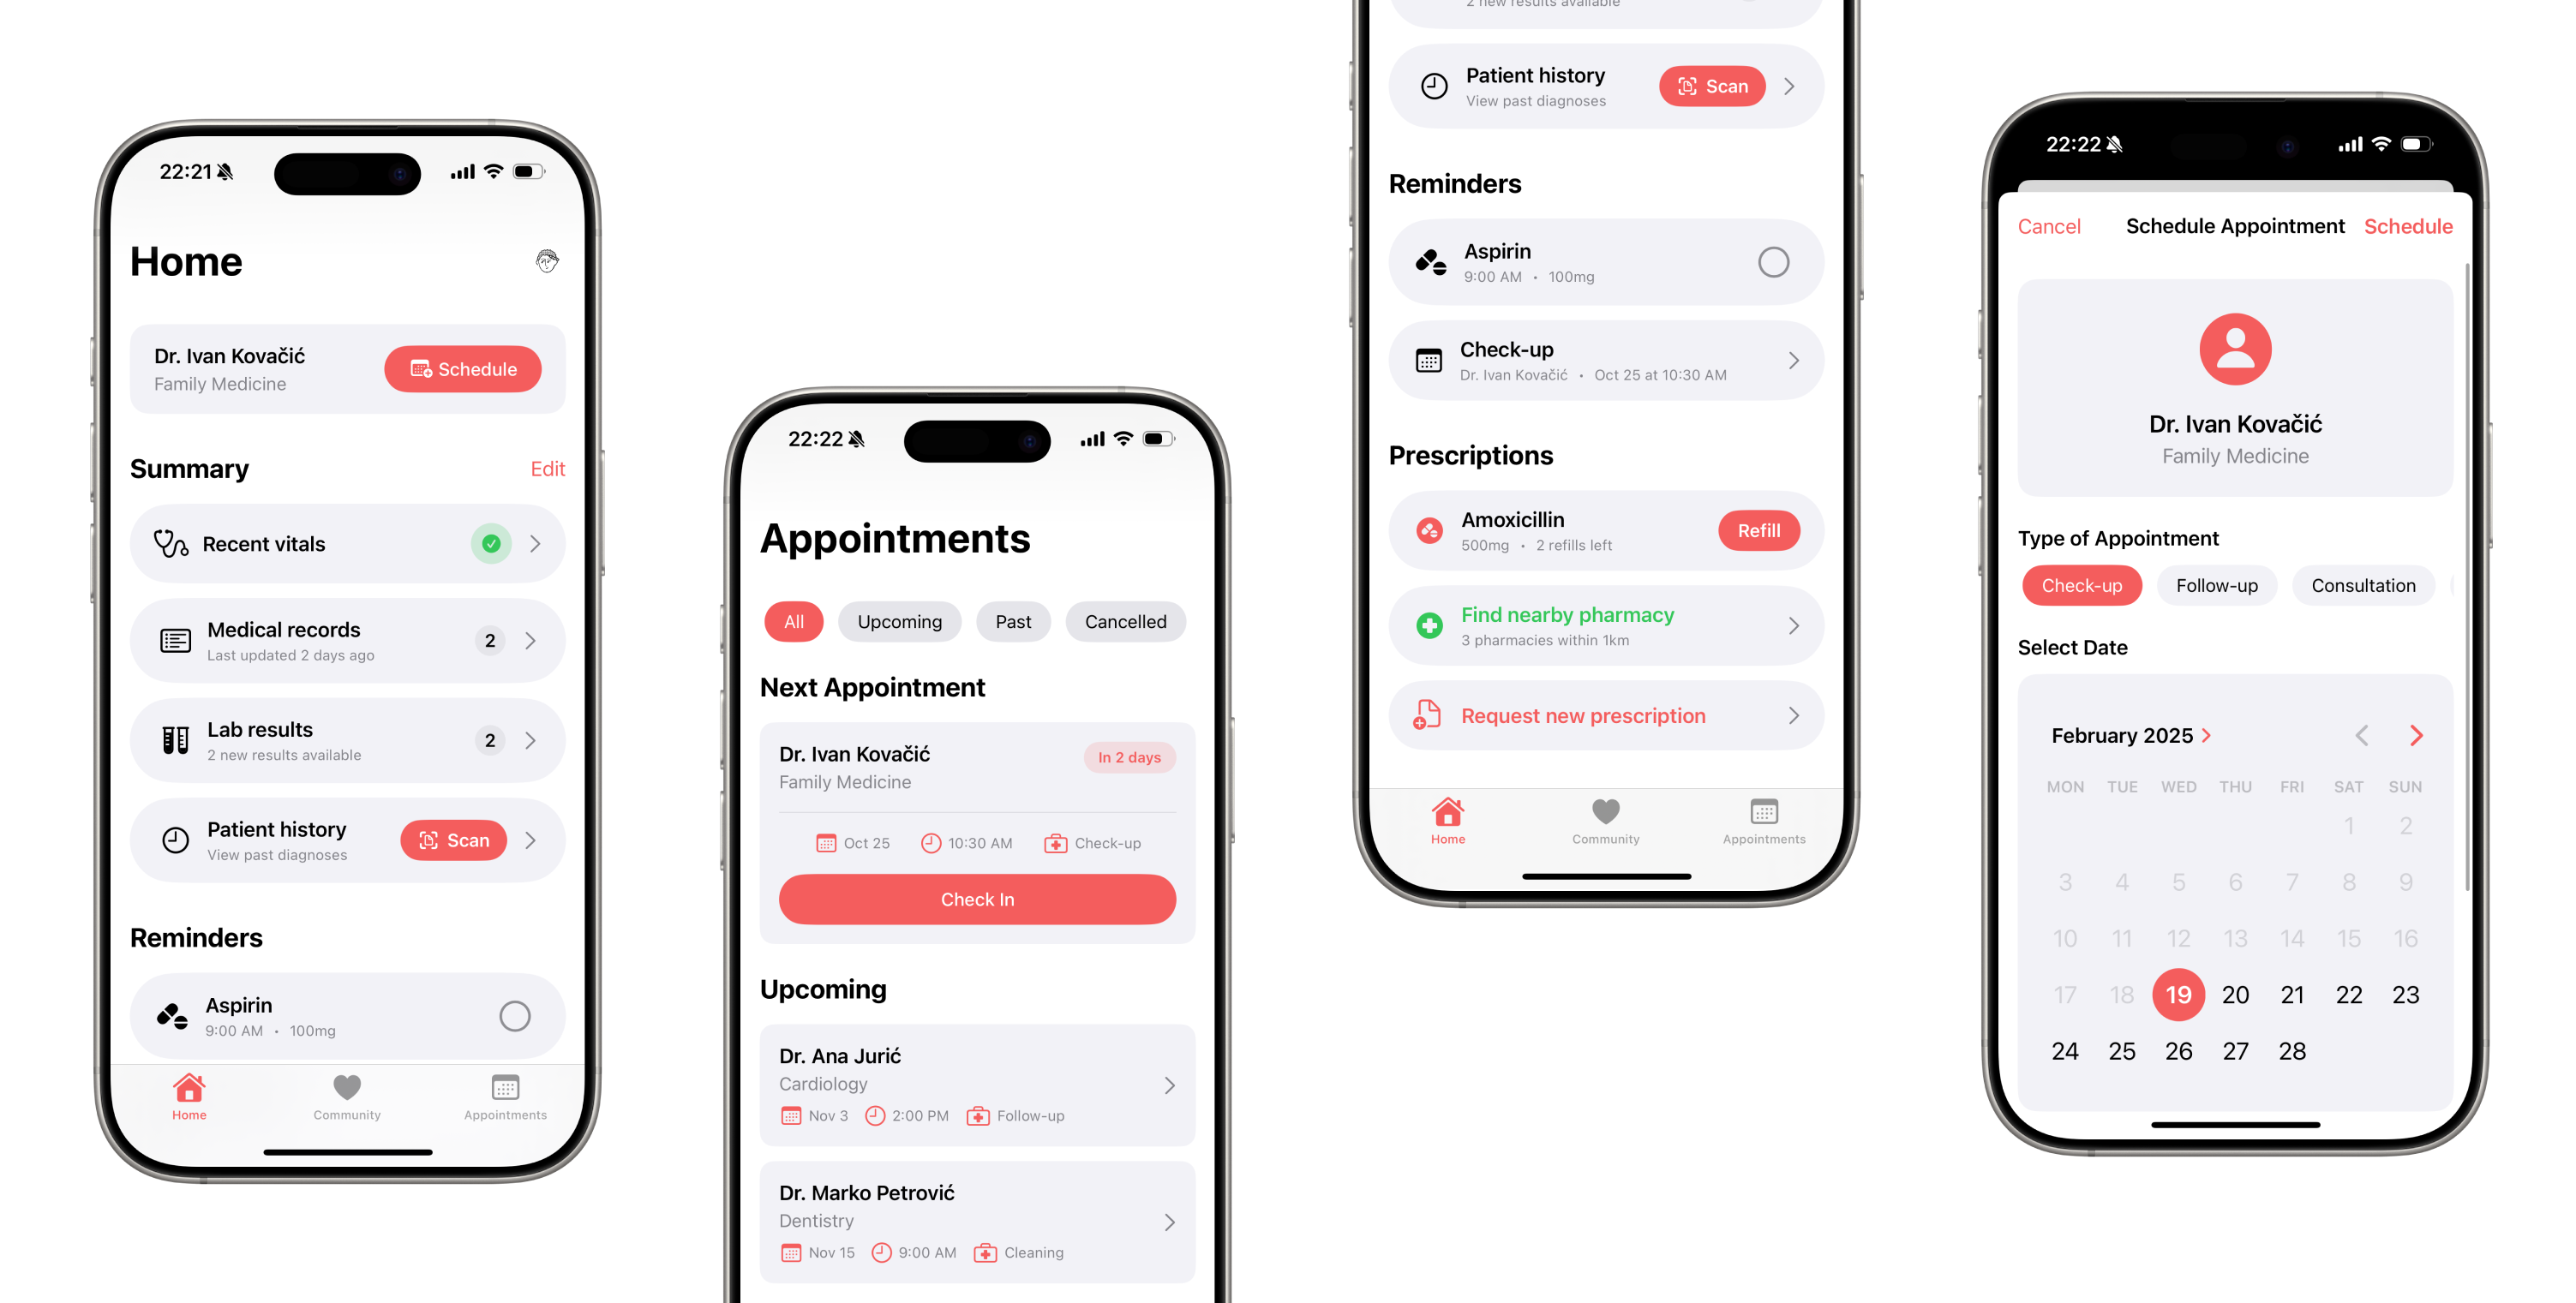 22:21
Home
Dr. Ivan Kovačić
Family Medicine
Schedule
Summary
Edit
Recent vitals
Medical records
Last updated 2 days ago
2
Lab results
2 new results available
2
Patient history
View past diagnoses
Scan
Reminders
Aspirin
9:00 AM • 100mg
Home
Community
Appointments
22:22
Appointments
All
Upcoming
Past
Cancelled
Next Appointment
Dr. Ivan Kovačić
Family Medicine
In 2 days
Oct 25
10:30 AM
Check-up
Check In
Upcoming
Dr. Ana Jurić
Cardiology
Nov 3
2:00 PM
Follow-up
Dr. Marko Petrović
Dentistry
Nov 15
9:00 AM
Cleaning
2 new results available
Patient history
View past diagnoses
Scan
Reminders
Aspirin
9:00 AM • 100mg
Check-up
Dr. Ivan Kovačić • Oct 25 at 10:30 AM
Prescriptions
Amoxicillin
500mg • 2 refills left
Refill
Find nearby pharmacy
3 pharmacies within 1km
Request new prescription
Home
Community
Appointments
22:22
Cancel
Schedule Appointment
Schedule
Dr. Ivan Kovačić
Family Medicine
Type of Appointment
Check-up
Follow-up
Consultation
Select Date
February 2025
MON TUE WED THU FRI SAT SUN
1 2
3 4 5 6 7 8 9
10 11 12 13 14 15 16
17 18 19 20 21 22 23
24 25 26 27 28